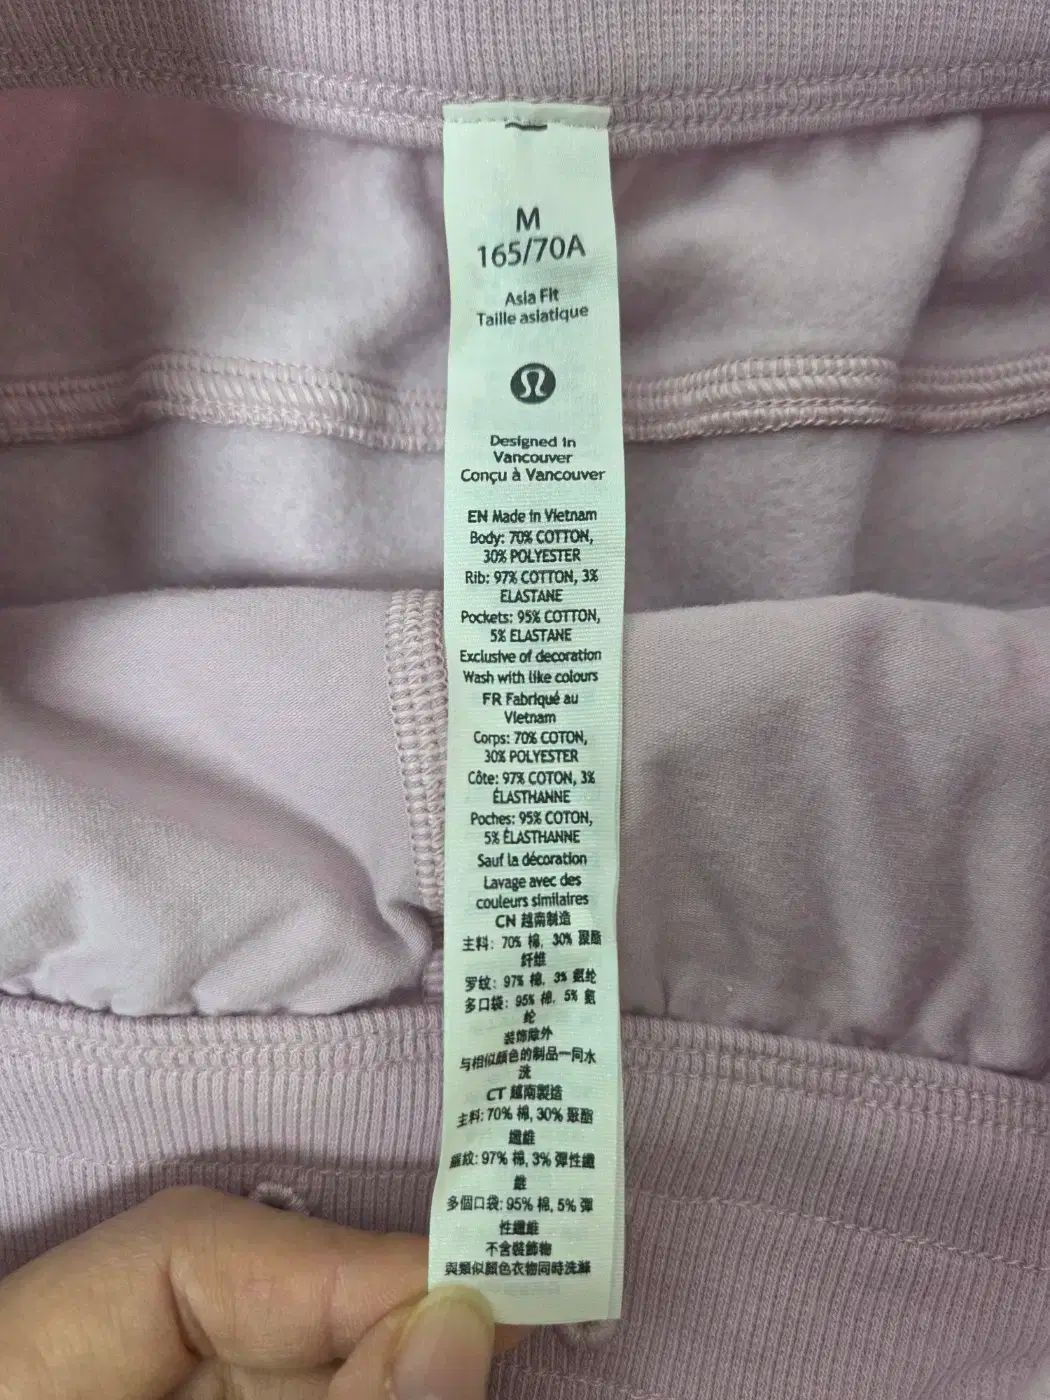 M
165/70A
Asia Fit
Taille asiatique
Designed in
Vancouver
Conçu à Vancouver
EN Made in Vietnam
Body: 70% COTTON,
30% POLYESTER
Rib: 97% COTTON, 3%
ELASTANE
Pockets: 95% COTTON,
5% ELASTANE
Exclusive of decoration
Wash with like colours
FR Fabriqué au
Vietnam
Corps: 70% COTON,
30% POLYESTER
Côte: 97% COTON, 3%
ÉLASTHANNE
Poches: 95% COTON,
5% ÉLASTHANNE
Sauf la décoration
Lavage avec des
couleurs similaires
CN 越南制造
主料: 70% 棉, 30% 聚酯
纤维
罗纹: 97% 棉, 3% 氨纶
多口袋: 95% 棉, 5% 氨
纶
装饰除外
与相似颜色的制品一同水
洗
CT 越南製造
主料: 70% 棉, 30% 聚酯
纖維
羅紋: 97% 棉, 3% 彈性纖
維
多個口袋: 95% 棉, 5% 彈
性纖維
不含裝飾物
與類似顏色衣物同時洗滌